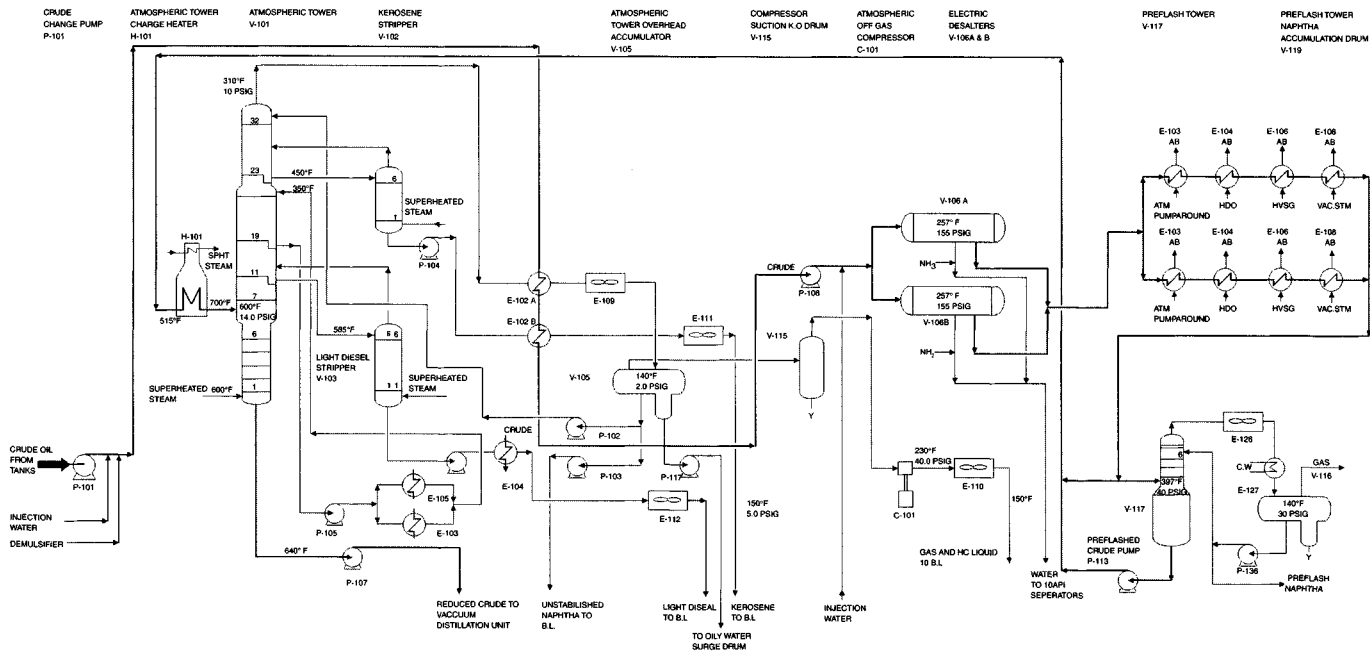 CRUDE
CHANGE PUMP
P-101
ATMOSPHERIC TOWER
CHARGE HEATER
H-101
ATMOSPHERIC TOWER
V-101
KEROSENE
STRIPPER
V-102
ATMOSPHERIC
TOWER OVERHEAD
ACCUMULATOR
V-105
COMPRESSOR
SUCTION K.O DRUM
V-115
ATMOSPHERIC
OFF GAS
COMPRESSOR
C-101
ELECTRIC
DESALTERS
V-106A & B
PREFLASH TOWER
V-117
PREFLASH TOWER
NAPHTHA
ACCUMULATION DRUM
V-119
310°F
10 PSIG
32
23
450°F
350°F
19
11
7
600°F
14.0 PSIG
6
1
H-101
SPHT
STEAM
700°F
515°F
SUPERHEATED
STEAM
600°F
6
1
SUPERHEATED
STEAM
P-104
585°F
6 6
1 1
LIGHT DIESEL
STRIPPER
V-103
SUPERHEATED
STEAM
CRUDE OIL
FROM
TANKS
P-101
INJECTION
WATER
DEMULSIFIER
P-105
E-105
E-103
640° F
P-107
REDUCED CRUDE TO
VACCUUM
DISTILLATION UNIT
CRUDE
E-104
E-102 A
E-109
E-102 B
E-111
V-105
140°F
2.0 PSIG
P-102
P-103
P-117
E-112
150°F
5.0 PSIG
UNSTABILISHED
NAPHTHA TO
B.L.
LIGHT DISEAL
TO B.L
KEROSENE
TO B.L
TO OILY WATER
SURGE DRUM
V-115
Y
CRUDE
P-108
INJECTION
WATER
V-106 A
257° F
155 PSIG
NH₃
257° F
155 PSIG
V-106B
NH₃
230°F
40.0 PSIG
C-101
E-110
150°F
GAS AND HC LIQUID
10 B.L
WATER
TO 10API
SEPERATORS
E-103
AB
E-104
AB
E-106
AB
E-108
AB
ATM
PUMPAROUND
HDO
HVSG
VAC.STM
E-103
AB
E-104
AB
E-106
AB
E-108
AB
ATM
PUMPAROUND
HDO
HVSG
VAC.STM
E-126
6
397°F
40 PSIG
V-117
C.W
E-127
GAS
V-116
140°F
30 PSIG
Y
PREFLASHED
CRUDE PUMP
P-113
P-136
PREFLASH
NAPHTHA